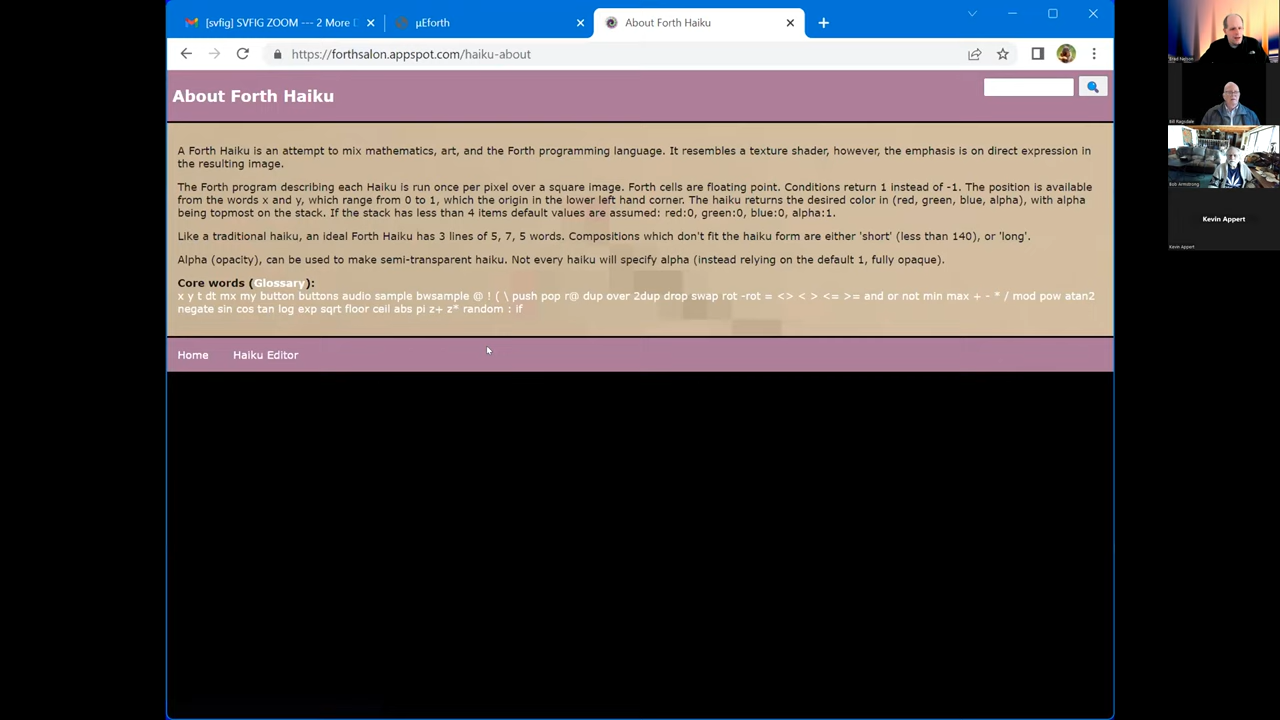 [svfig] SVFIG ZOOM --- 2 More D
µEforth
About Forth Haiku
https://forthsalon.appspot.com/haiku-about
About Forth Haiku
A Forth Haiku is an attempt to mix mathematics, art, and the Forth programming language. It resembles a texture shader, however, the emphasis is on direct expression in
the resulting image.
The Forth program describing each Haiku is run once per pixel over a square image. Forth cells are floating point. Conditions return 1 instead of -1. The position is available
from the words x and y, which range from 0 to 1, which the origin in the lower left hand corner. The haiku returns the desired color in (red, green, blue, alpha), with alpha
being topmost on the stack. If the stack has less than 4 items default values are assumed: red:0, green:0, blue:0, alpha:1.
Like a traditional haiku, an ideal Forth Haiku has 3 lines of 5, 7, 5 words. Compositions which don't fit the haiku form are either 'short' (less than 140), or 'long'.
Alpha (opacity), can be used to make semi-transparent haiku. Not every haiku will specify alpha (instead relying on the default 1, fully opaque).
Core words (Glossary):
x y t dt mx my button buttons audio sample bwsample @ ! ( \ push pop r@ dup over 2dup drop swap rot -rot = <> < > <= >= and or not min max + - * / mod pow atan2
negate sin cos tan log exp sqrt floor ceil abs pi z+ z* random : if
Home Haiku Editor
Brad Nelson
Bill Ragsdale
Bob Armstrong
Kevin Appert
Kevin Appert